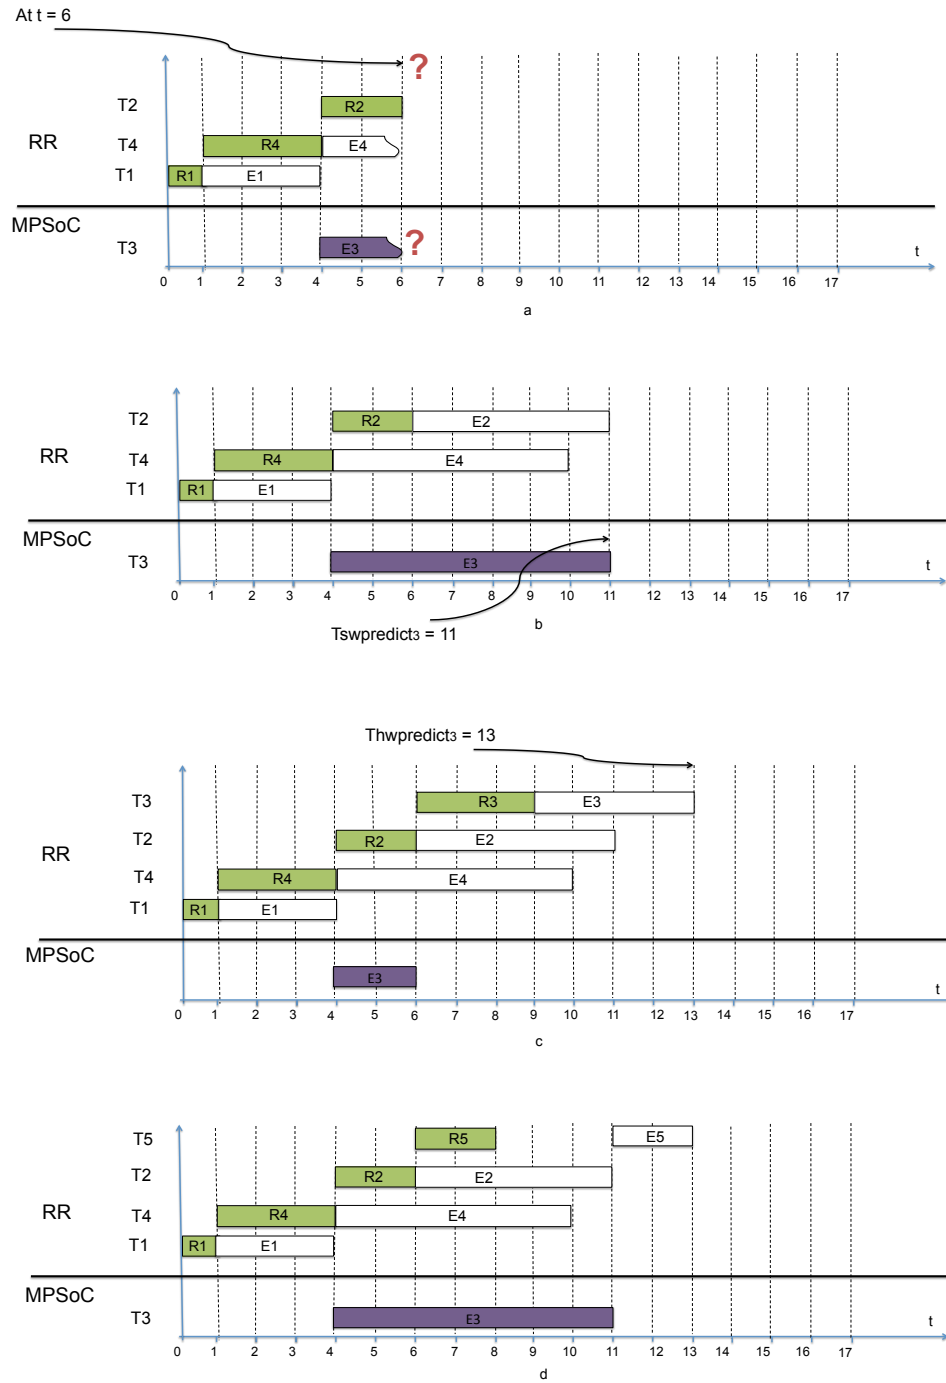 At t = 6
?
T2 R2
RR T4 R4 E4
T1 R1 E1
MPSoC
T3 E3 ?
t
0 1 2 3 4 5 6 7 8 9 10 11 12 13 14 15 16 17
a
T2 R2 E2
RR T4 R4 E4
T1 R1 E1
MPSoC
T3 E3
t
0 1 2 3 4 5 6 7 8 9 10 11 12 13 14 15 16 17
b
Tswpredict3 = 11
Thwpredict3 = 13
T3 R3 E3
T2 R2 E2
RR
T4 R4 E4
T1 R1 E1
MPSoC
E3
t
0 1 2 3 4 5 6 7 8 9 10 11 12 13 14 15 16 17
c
T5 R5 E5
T2 R2 E2
RR T4 R4 E4
T1 R1 E1
MPSoC
T3 E3
t
0 1 2 3 4 5 6 7 8 9 10 11 12 13 14 15 16 17
d